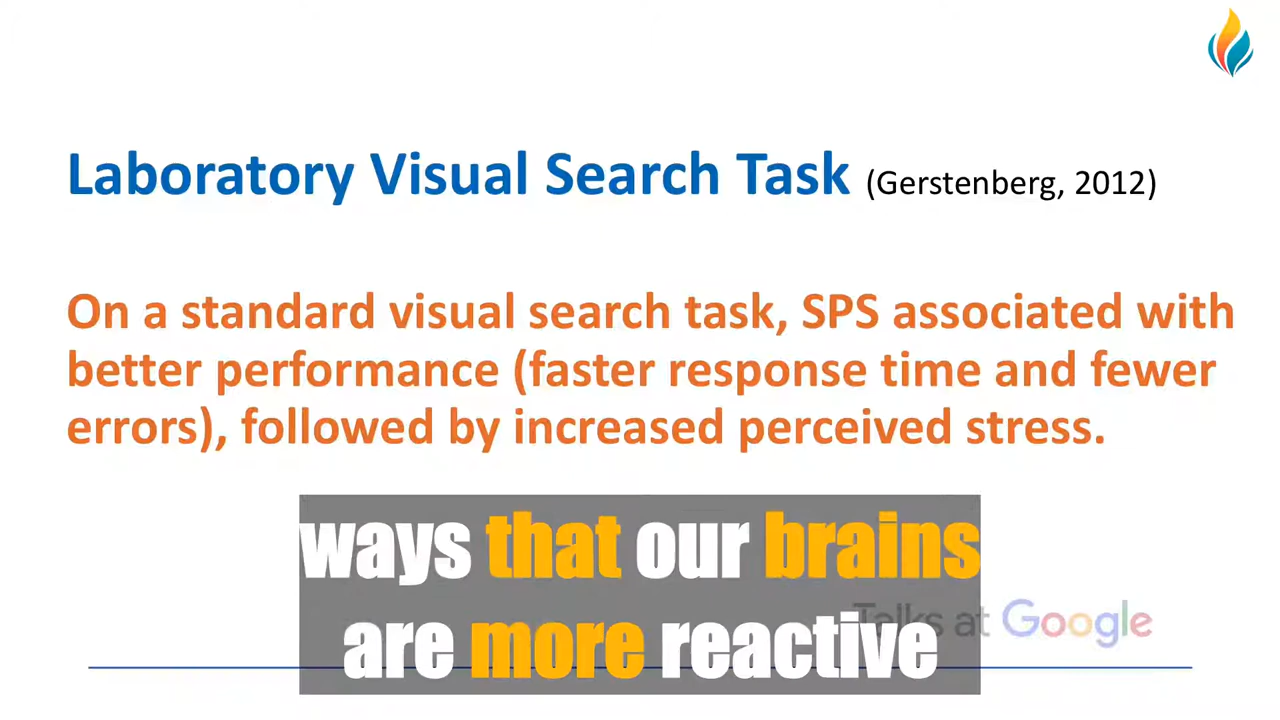 Laboratory Visual Search Task (Gerstenberg, 2012)
On a standard visual search task, SPS associated with
better performance (faster response time and fewer
errors), followed by increased perceived stress.
ways that our brains
Talks at Google
are more reactive